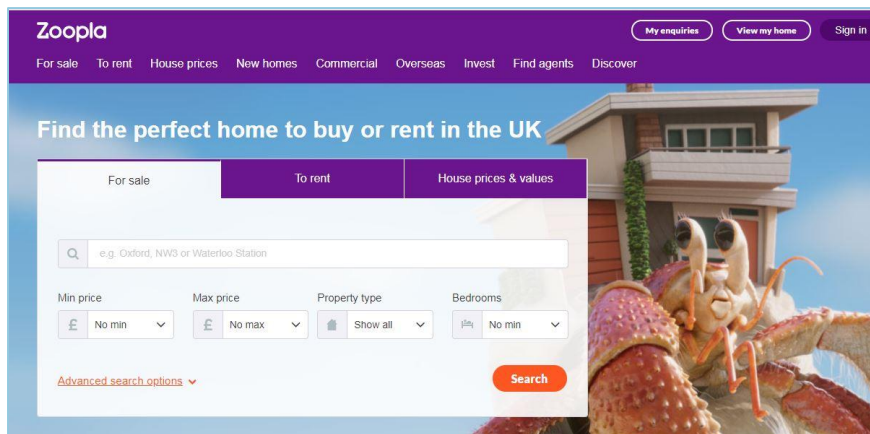 Zoopla
My enquiries View my home Sign in
For sale To rent House prices New homes Commercial Overseas Invest Find agents Discover
Find the perfect home to buy or rent in the UK
For sale To rent House prices & values
e.g. Oxford, NW3 or Waterloo Station
Min price Max price Property type Bedrooms
£ No min £ No max Show all No min
Advanced search options Search